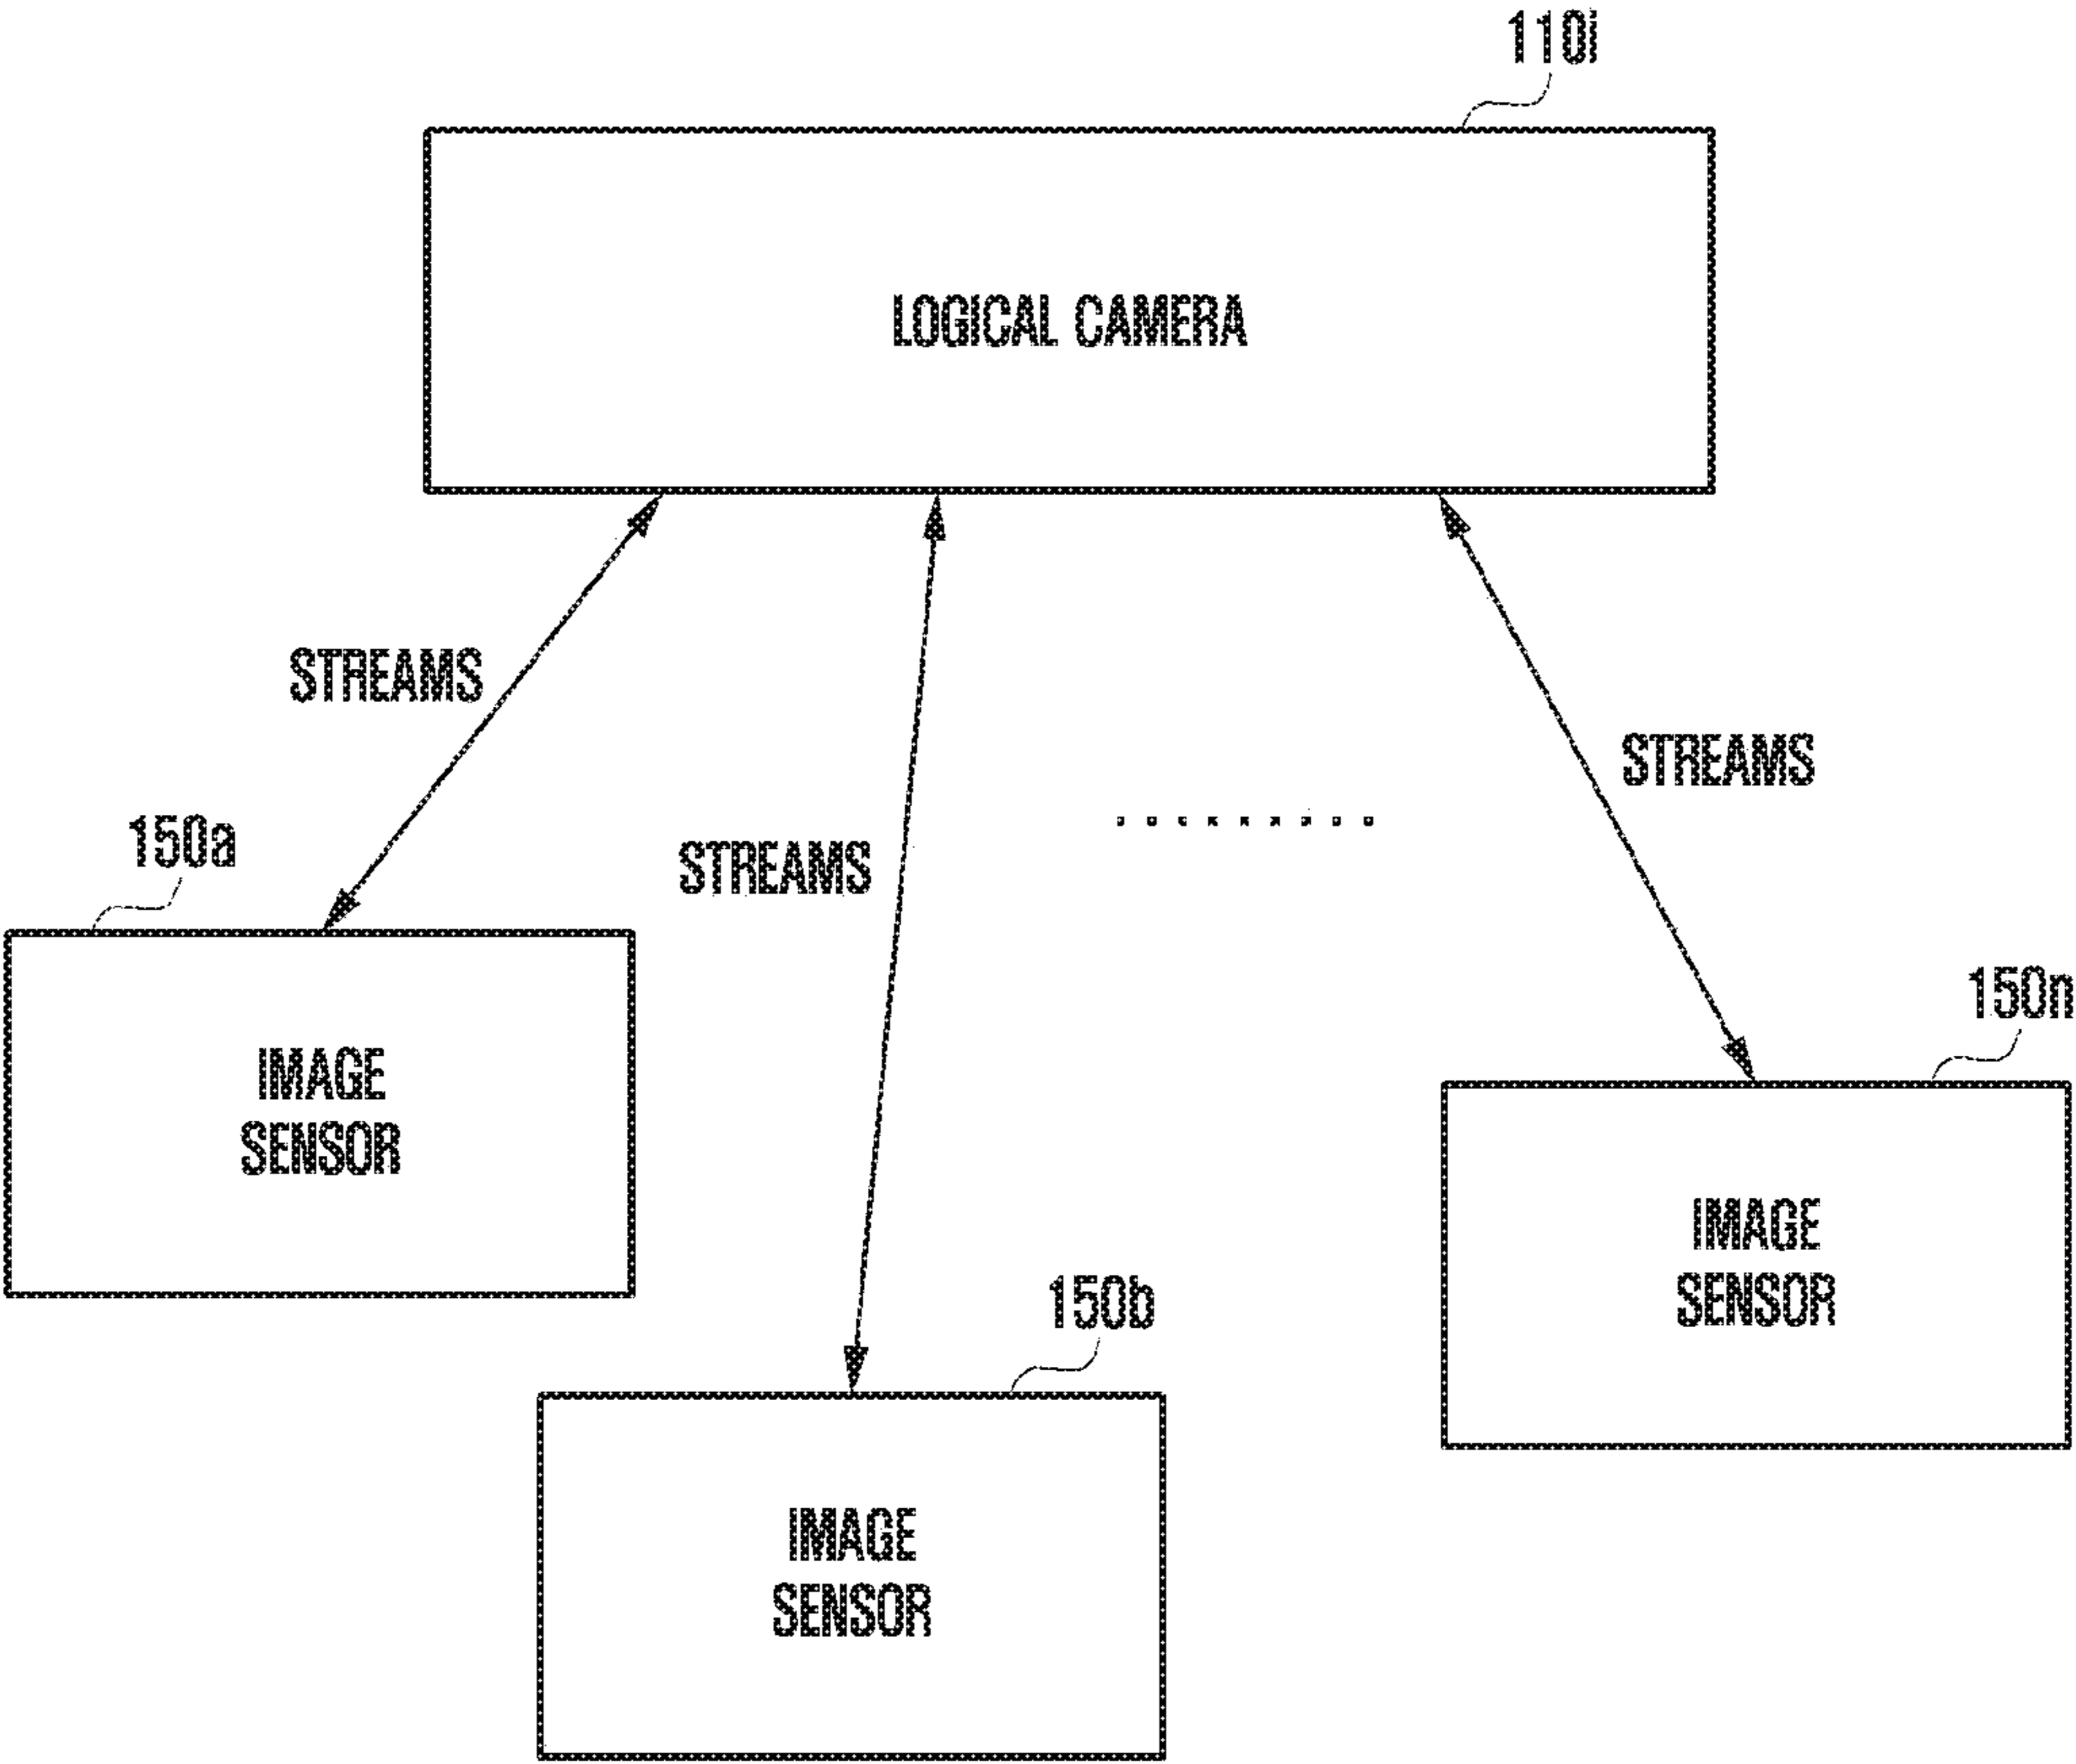 110i
LOGICAL CAMERA
STREAMS
STREAMS
STREAMS
150a
IMAGE
SENSOR
150b
IMAGE
SENSOR
150n
IMAGE
SENSOR